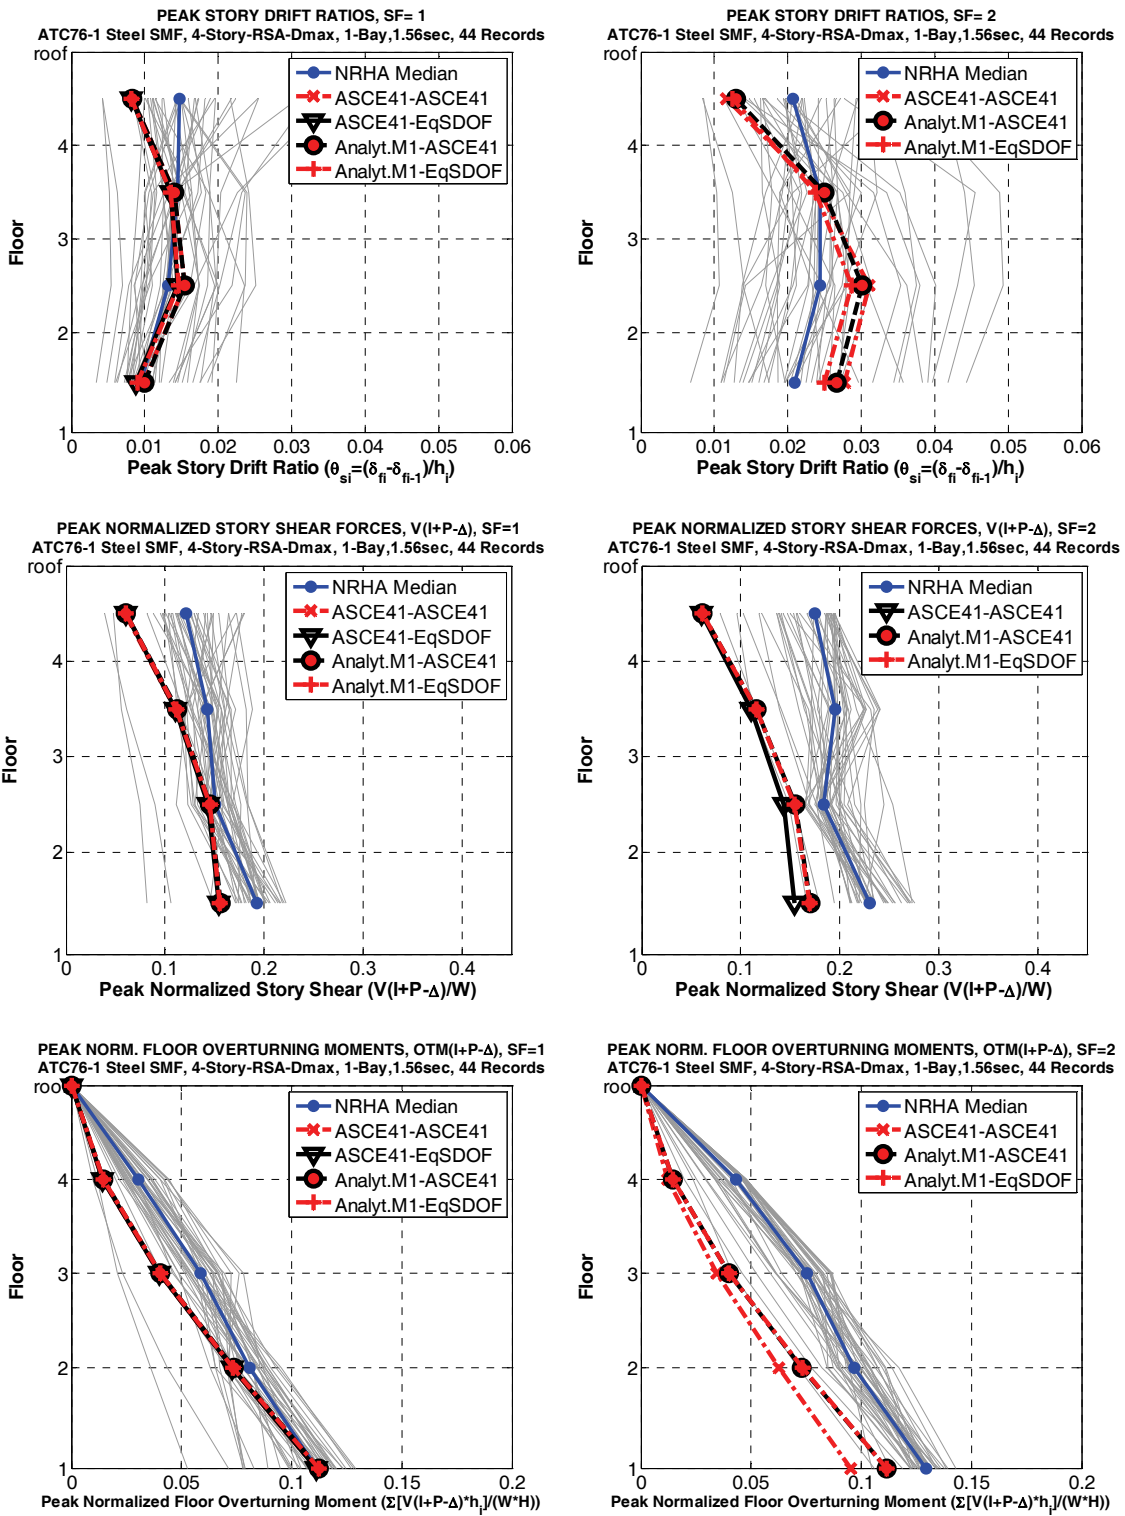 PEAK STORY DRIFT RATIOS, SF= 1
ATC76-1 Steel SMF, 4-Story-RSA-Dmax, 1-Bay,1.56sec, 44 Records
roof
4
3
2
1
Floor
NRHA Median
ASCE41-ASCE41
ASCE41-EqSDOF
Analyt.M1-ASCE41
Analyt.M1-EqSDOF
0 0.01 0.02 0.03 0.04 0.05 0.06
Peak Story Drift Ratio (θsi=(δfi-δfi-1)/hi)
PEAK STORY DRIFT RATIOS, SF= 2
ATC76-1 Steel SMF, 4-Story-RSA-Dmax, 1-Bay,1.56sec, 44 Records
roof
4
3
2
1
Floor
NRHA Median
ASCE41-ASCE41
Analyt.M1-ASCE41
Analyt.M1-EqSDOF
0 0.01 0.02 0.03 0.04 0.05 0.06
Peak Story Drift Ratio (θsi=(δfi-δfi-1)/hi)
PEAK NORMALIZED STORY SHEAR FORCES, V(I+P-Δ), SF=1
ATC76-1 Steel SMF, 4-Story-RSA-Dmax, 1-Bay,1.56sec, 44 Records
roof
4
3
2
1
Floor
NRHA Median
ASCE41-ASCE41
ASCE41-EqSDOF
Analyt.M1-ASCE41
Analyt.M1-EqSDOF
0 0.1 0.2 0.3 0.4
Peak Normalized Story Shear (V(I+P-Δ)/W)
PEAK NORMALIZED STORY SHEAR FORCES, V(I+P-Δ), SF=2
ATC76-1 Steel SMF, 4-Story-RSA-Dmax, 1-Bay,1.56sec, 44 Records
roof
4
3
2
1
Floor
NRHA Median
ASCE41-ASCE41
Analyt.M1-ASCE41
Analyt.M1-EqSDOF
0 0.1 0.2 0.3 0.4
Peak Normalized Story Shear (V(I+P-Δ)/W)
PEAK NORM. FLOOR OVERTURNING MOMENTS, OTM(I+P-Δ), SF=1
ATC76-1 Steel SMF, 4-Story-RSA-Dmax, 1-Bay,1.56sec, 44 Records
roof
4
3
2
1
Floor
NRHA Median
ASCE41-ASCE41
ASCE41-EqSDOF
Analyt.M1-ASCE41
Analyt.M1-EqSDOF
0 0.05 0.1 0.15 0.2
Peak Normalized Floor Overturning Moment (Σ[V(I+P-Δ)*hi]/(W*H))
PEAK NORM. FLOOR OVERTURNING MOMENTS, OTM(I+P-Δ), SF=2
ATC76-1 Steel SMF, 4-Story-RSA-Dmax, 1-Bay,1.56sec, 44 Records
roof
4
3
2
1
Floor
NRHA Median
ASCE41-ASCE41
Analyt.M1-ASCE41
Analyt.M1-EqSDOF
0 0.05 0.1 0.15 0.2
Peak Normalized Floor Overturning Moment (Σ[V(I+P-Δ)*hi]/(W*H))